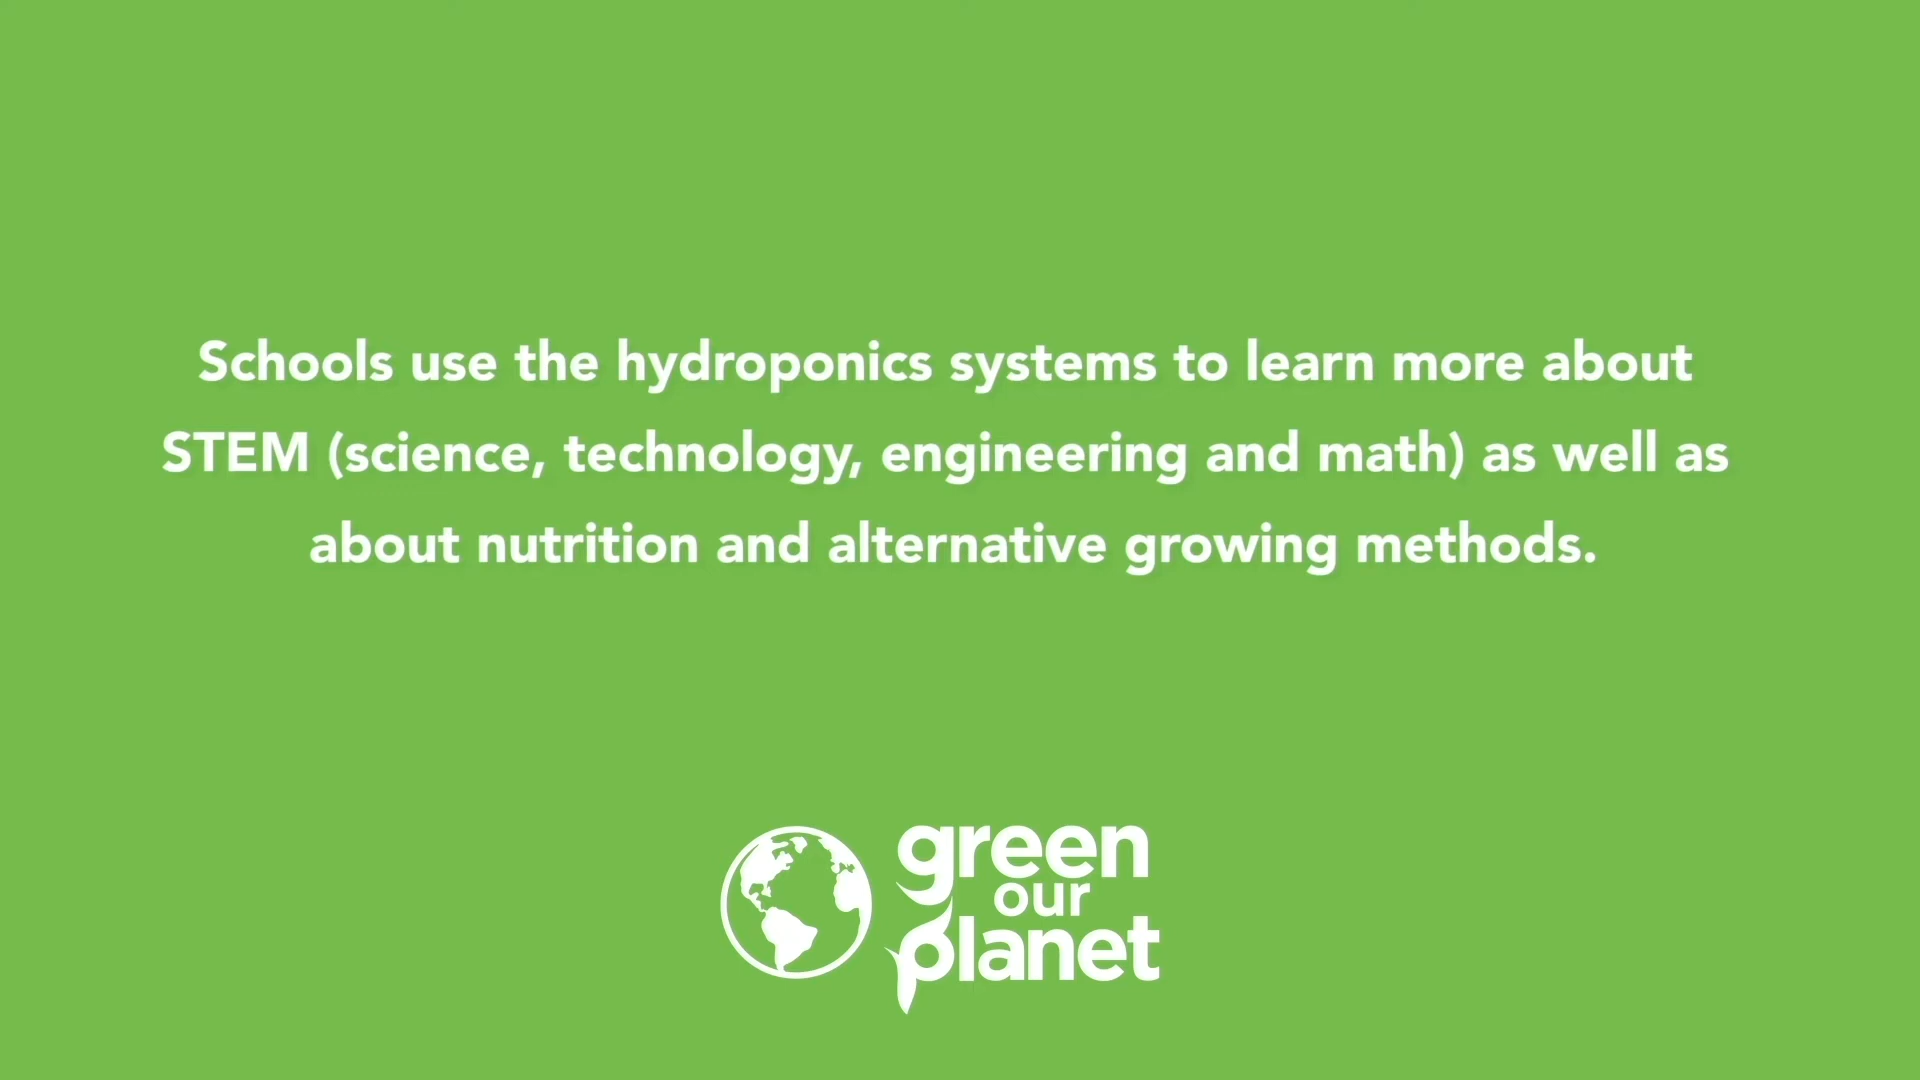 Schools use the hydroponics systems to learn more about
STEM (science, technology, engineering and math) as well as
about nutrition and alternative growing methods.
green
our
planet